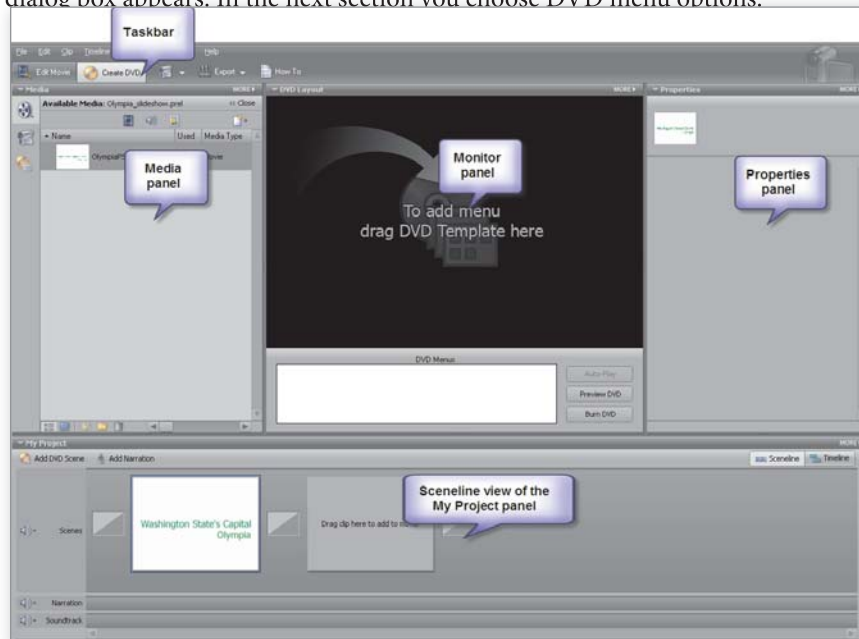 dialog box appears. In the next section you choose DVD menu options.
Taskbar
File Edit Clip Timeline Help
Edit Movie Create DVD Export How To
Media MORE
DVD Layout MORE
Properties
Available Media: Olympia_slideshow.prel Close
Name Used Media Type
Media
panel
Monitor
panel
Properties
panel
To add menu
drag DVD Template here
DVD Menus
Auto-Play
Preview DVD
Burn DVD
My Project MORE
Add DVD Scene Add Narration
Sceneline Timeline
Sceneline view of the
My Project panel
Scenes
Washington State's Capital
Olympia
Drag clip here to add to
Narration
Soundtrack